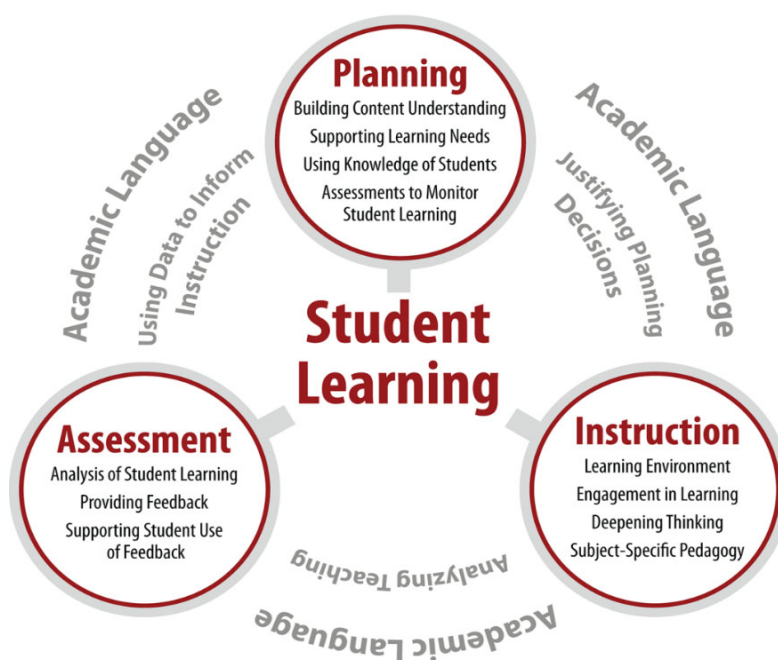 Planning
Building Content Understanding
Supporting Learning Needs
Using Knowledge of Students
Assessments to Monitor
Student Learning
Academic Language
Using Data to Inform
Instruction
Academic Language
Justifying Planning
Decisions
Student
Learning
Assessment
Analysis of Student Learning
Providing Feedback
Supporting Student Use
of Feedback
Instruction
Learning Environment
Engagement in Learning
Deepening Thinking
Subject-Specific Pedagogy
Analyzing Teaching
Academic Language